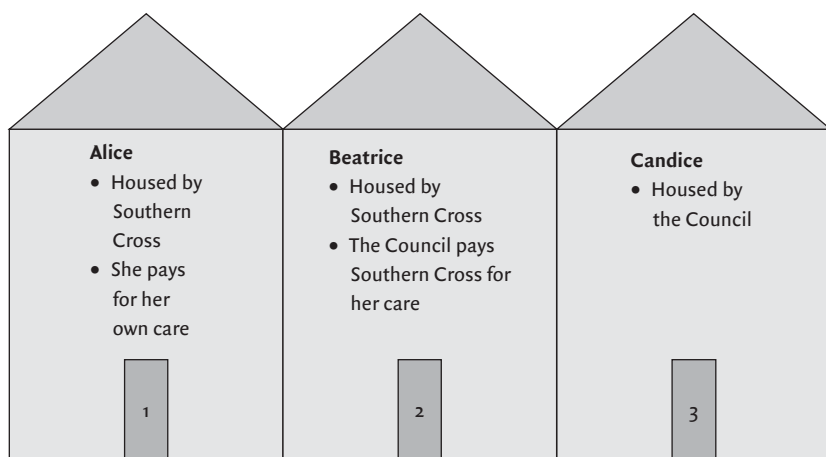 Alice
• Housed by
Southern
Cross
• She pays
for her
own care
1
Beatrice
• Housed by
Southern Cross
• The Council pays
Southern Cross for
her care
2
Candice
• Housed by
the Council
3